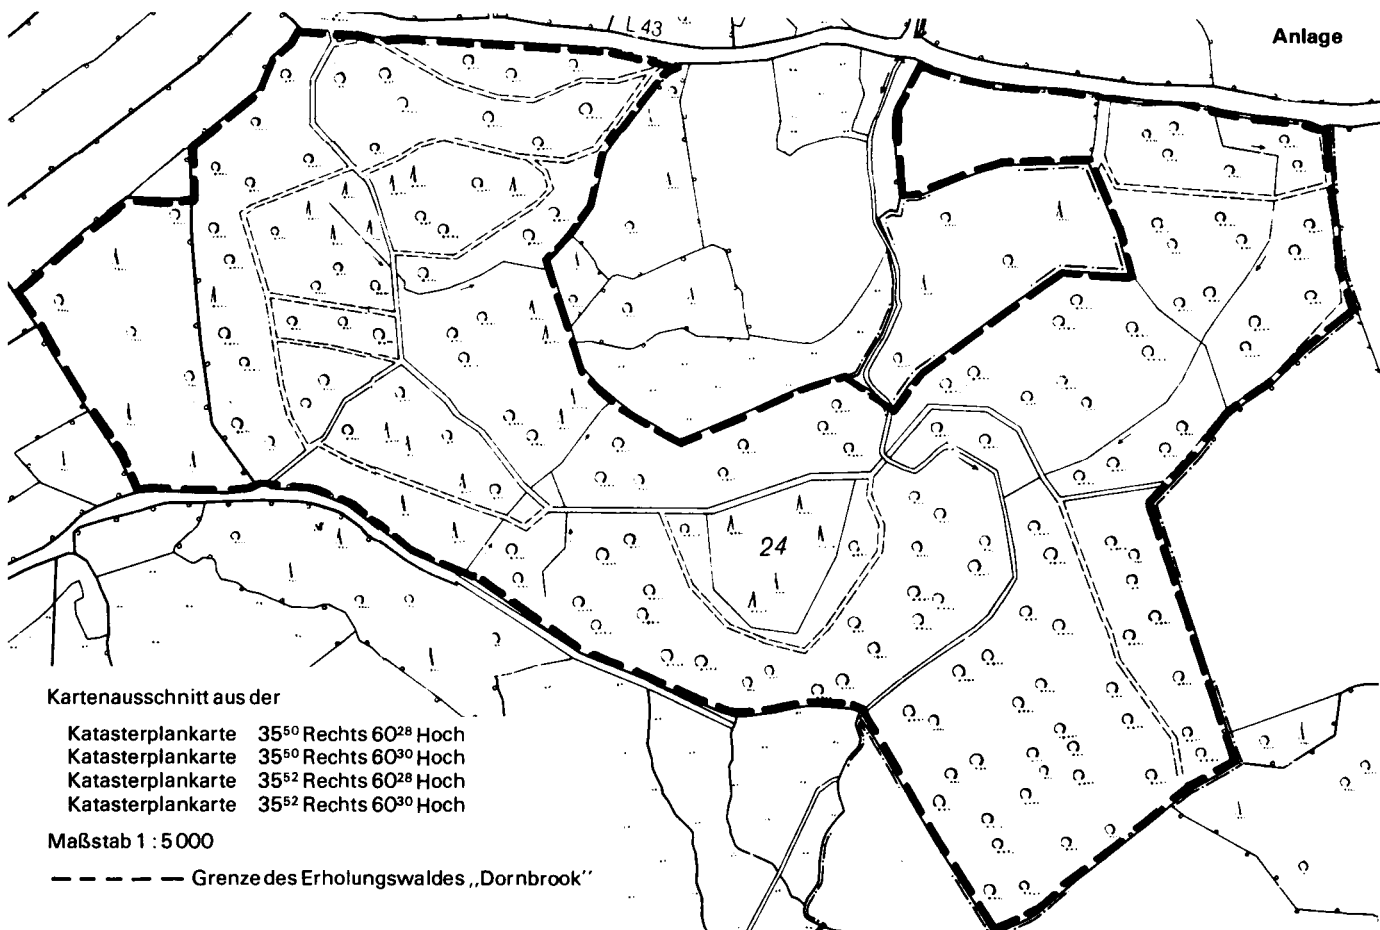 L 43
Anlage
24
Kartenausschnitt aus der
Katasterplankarte 35⁵⁰ Rechts 60²⁸ Hoch
Katasterplankarte 35⁵⁰ Rechts 60³⁰ Hoch
Katasterplankarte 35⁵² Rechts 60²⁸ Hoch
Katasterplankarte 35⁵² Rechts 60³⁰ Hoch
Maßstab 1 : 5000
Grenze des Erholungswaldes ,,Dornbrook''